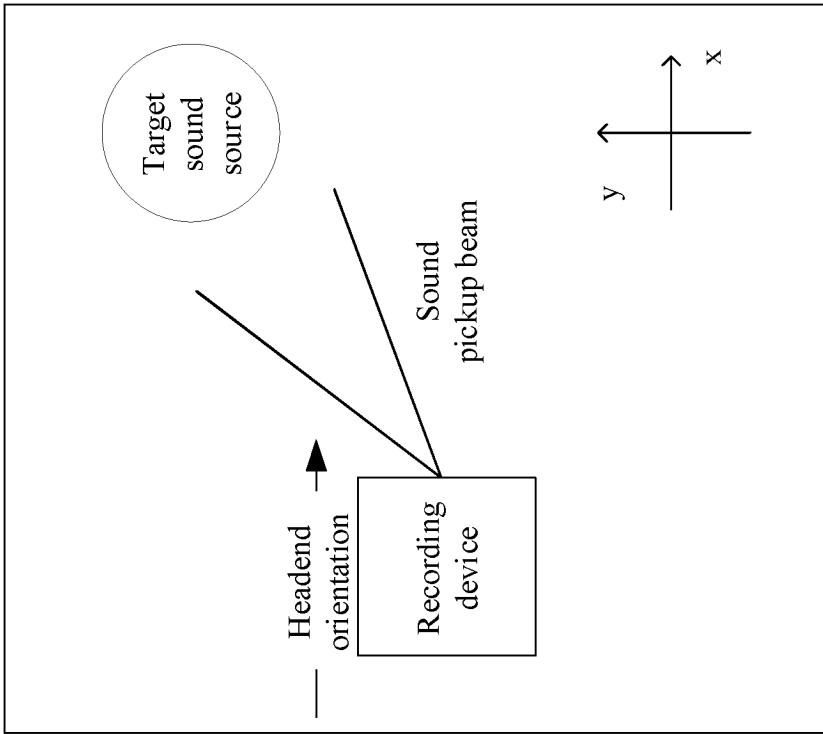 Target
sound
source
Sound
pickup beam
Headend
orientation
Recording
device
y
x